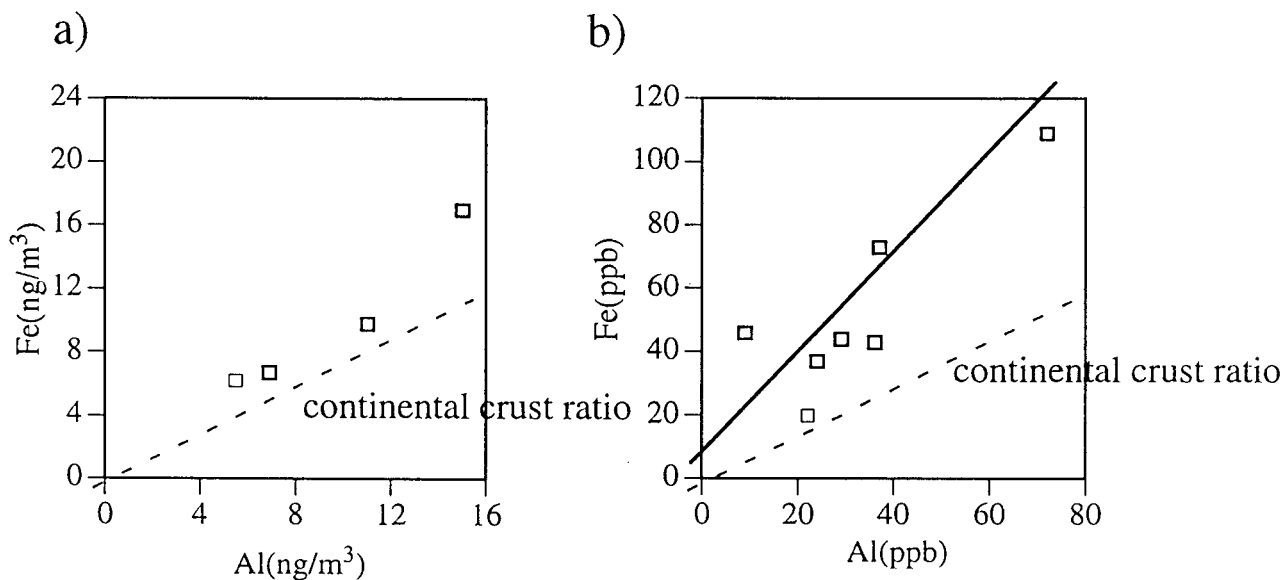 a)
24
20
16
12
8
4
0
Fe(ng/m³)
continental crust ratio
0 4 8 12 16
Al(ng/m³)
b)
120
100
80
60
40
20
0
Fe(ppb)
continental crust ratio
0 20 40 60 80
Al(ppb)